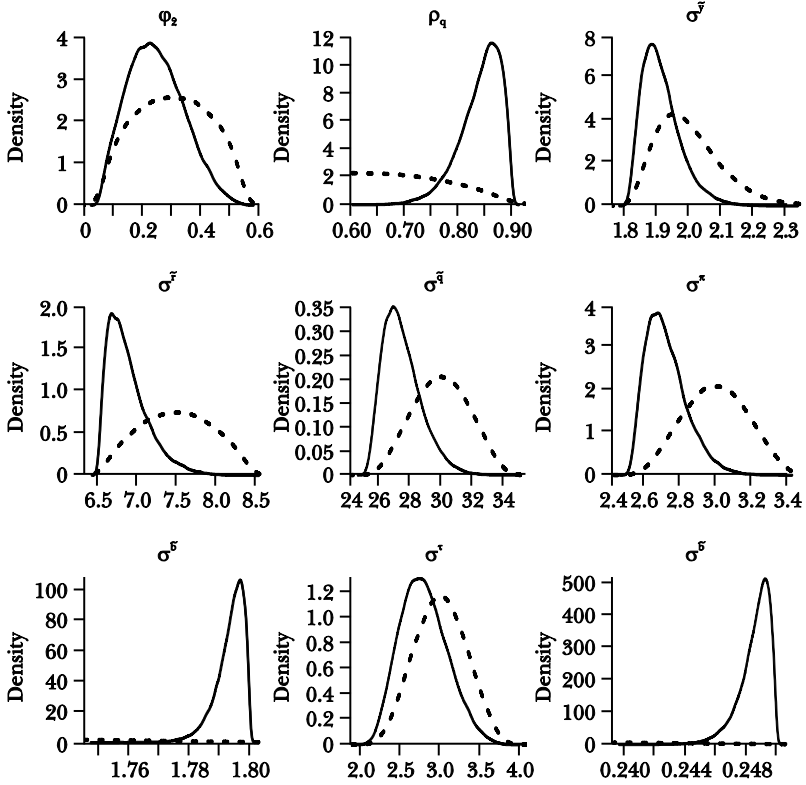 φ₂
Density
4
3
2
1
0
0 0.2 0.4 0.6
ρ_q
Density
12
10
8
6
4
2
0
0.60 0.70 0.80 0.90
σ^ỹ
Density
8
6
4
2
0
1.8 1.9 2.0 2.1 2.2 2.3
σ^r̃
Density
2.0
1.5
1.0
0.5
0
6.5 7.0 7.5 8.0 8.5
σ^q̃
Density
0.35
0.30
0.25
0.20
0.15
0.10
0.05
0
24 26 28 30 32 34
σ^π
Density
4
3
2
1
0
2.4 2.6 2.8 3.0 3.2 3.4
σ^b̃
Density
100
80
60
40
20
0
1.76 1.78 1.80
σ^τ
Density
1.2
1.0
0.8
0.6
0.4
0.2
0
2.0 2.5 3.0 3.5 4.0
σ^b̃
Density
500
400
300
200
100
0
0.240 0.244 0.248